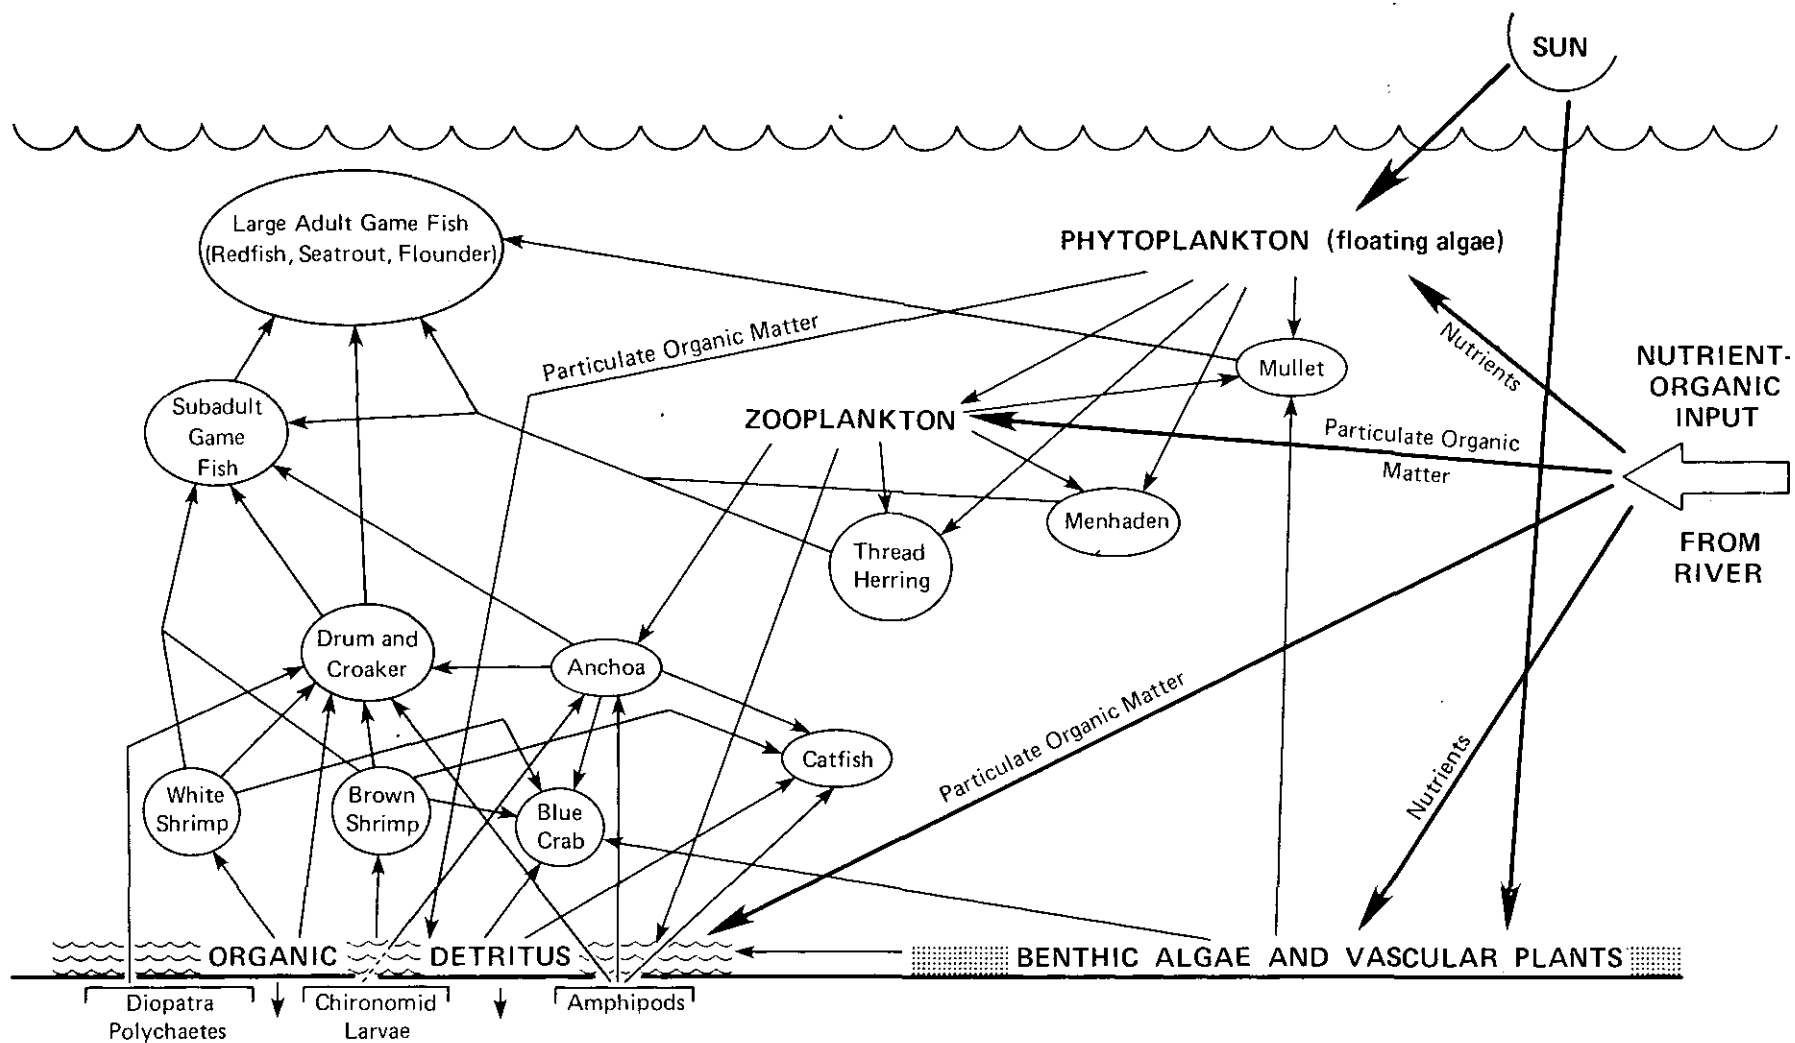 SUN
Large Adult Game Fish
(Redfish, Seatrout, Flounder)
PHYTOPLANKTON (floating algae)
Particulate Organic Matter
Nutrients
NUTRIENT-
ORGANIC
INPUT
Mullet
Subadult
Game
Fish
ZOOPLANKTON
Particulate Organic
Matter
Menhaden
Thread
Herring
FROM
RIVER
Drum and
Croaker
Anchoa
Particulate Organic Matter
Catfish
Nutrients
White
Shrimp
Brown
Shrimp
Blue
Crab
ORGANIC DETRITUS
BENTHIC ALGAE AND VASCULAR PLANTS
Diopatra
Polychaetes
Chironomid
Larvae
Amphipods